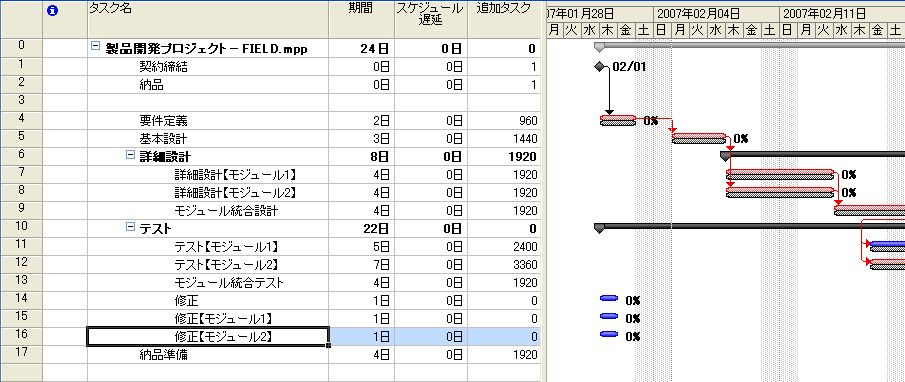 タスク名 期間 スケジュール遅延 追加タスク
07年01月28日 2007年02月04日 2007年02月11日
月 火 水 木 金 土 日 月 火 水 木 金 土 日 月 火 水 木 金 土
0 製品開発プロジェクト－FIELD.mpp 24日 0日 0
1 契約締結 0日 0日 1 02/01
2 納品 0日 0日 1
3
4 要件定義 2日 0日 960 0%
5 基本設計 3日 0日 1440 0%
6 詳細設計 8日 0日 1920
7 詳細設計【モジュール1】 4日 0日 1920 0%
8 詳細設計【モジュール2】 4日 0日 1920 0%
9 モジュール統合設計 4日 0日 1920
10 テスト 22日 0日 0
11 テスト【モジュール1】 5日 0日 2400
12 テスト【モジュール2】 7日 0日 3360
13 モジュール統合テスト 4日 0日 1920
14 修正 1日 0日 0 0%
15 修正【モジュール1】 1日 0日 0 0%
16 修正【モジュール2】 1日 0日 0 0%
17 納品準備 4日 0日 1920